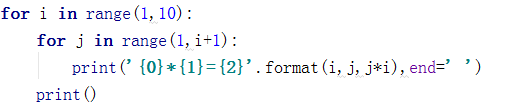 for i in range(1,10):
    for j in range(1,i+1):
        print('{0}*{1}={2}'.format(i,j,j*i),end=' ')
    print()